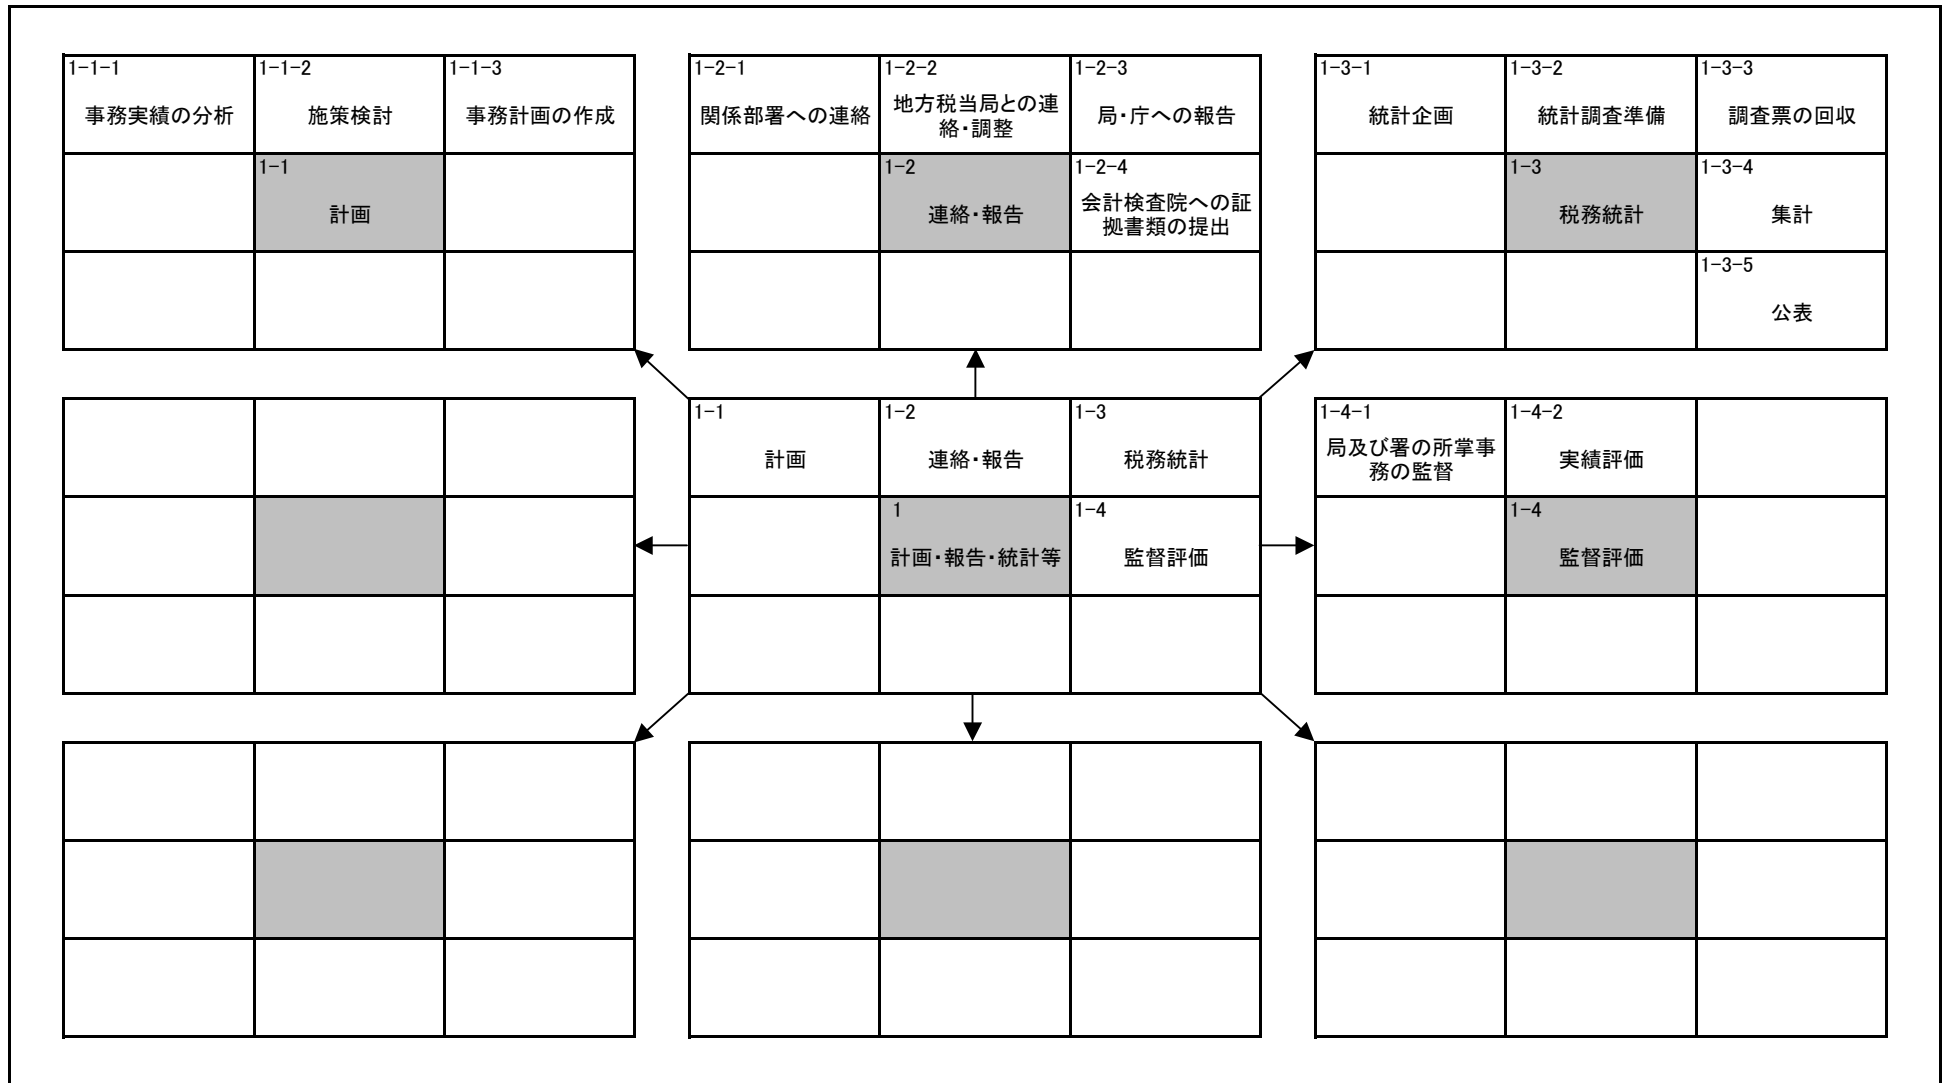 1-1-1
事務実績の分析
1-1-2
施策検討
1-1-3
事務計画の作成
1-1
計画
1-2-1
関係部署への連絡
1-2-2
地方税当局との連
絡・調整
1-2-3
局・庁への報告
1-2
連絡・報告
1-2-4
会計検査院への証
拠書類の提出
1-3-1
統計企画
1-3-2
統計調査準備
1-3-3
調査票の回収
1-3
税務統計
1-3-4
集計
1-3-5
公表
1-1
計画
1-2
連絡・報告
1-3
税務統計
1
計画・報告・統計等
1-4
監督評価
1-4-1
局及び署の所掌事
務の監督
1-4-2
実績評価
1-4
監督評価